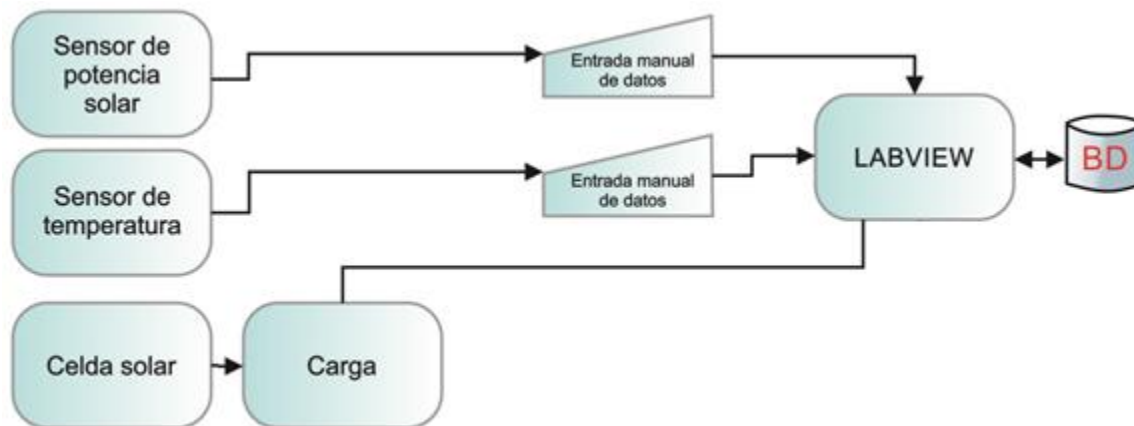 Sensor de
potencia
solar
Entrada manual
de datos
LABVIEW
BD
Sensor de
temperatura
Entrada manual
de datos
Celda solar
Carga